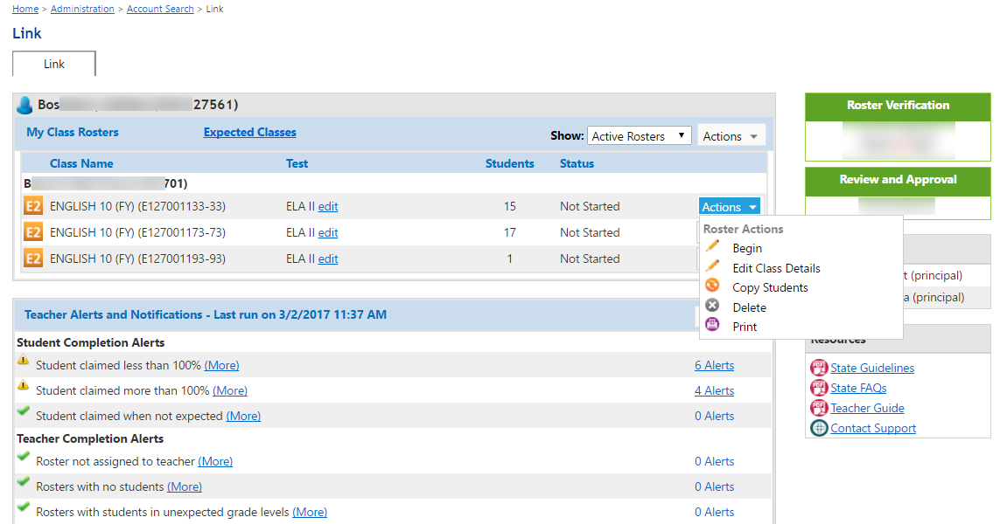 Home > Administration > Account Search > Link
Link
Link
Bos 27561)
My Class Rosters Expected Classes Show: Active Rosters Actions
Class Name Test Students Status
B 701)
E2 ENGLISH 10 (FY) (E127001133-33) ELA II edit 15 Not Started Actions
E2 ENGLISH 10 (FY) (E127001173-73) ELA II edit 17 Not Started
E2 ENGLISH 10 (FY) (E127001193-93) ELA II edit 1 Not Started
Roster Actions
Begin
Edit Class Details
Copy Students
Delete
Print
Teacher Alerts and Notifications - Last run on 3/2/2017 11:37 AM
Student Completion Alerts
Student claimed less than 100% (More) 6 Alerts
Student claimed more than 100% (More) 4 Alerts
Student claimed when not expected (More) 0 Alerts
Teacher Completion Alerts
Roster not assigned to teacher (More) 0 Alerts
Rosters with no students (More) 0 Alerts
Rosters with students in unexpected grade levels (More) 0 Alerts
Roster Verification
Review and Approval
t (principal)
a (principal)
Resources
State Guidelines
State FAQs
Teacher Guide
Contact Support